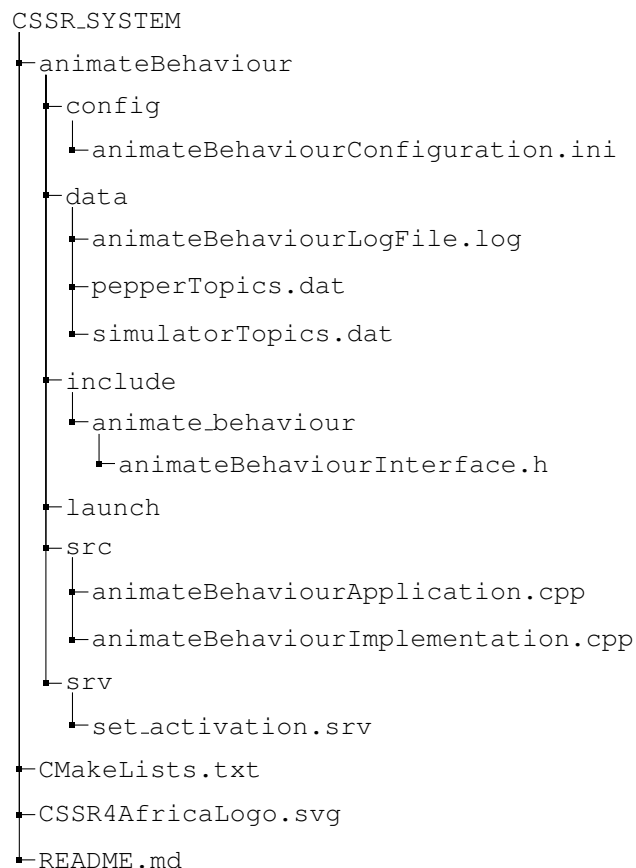 CSSR_SYSTEM
animateBehaviour
config
animateBehaviourConfiguration.ini
data
animateBehaviourLogFile.log
pepperTopics.dat
simulatorTopics.dat
include
animate_behaviour
animateBehaviourInterface.h
launch
src
animateBehaviourApplication.cpp
animateBehaviourImplementation.cpp
srv
set_activation.srv
CMakeLists.txt
CSSR4AfricaLogo.svg
README.md